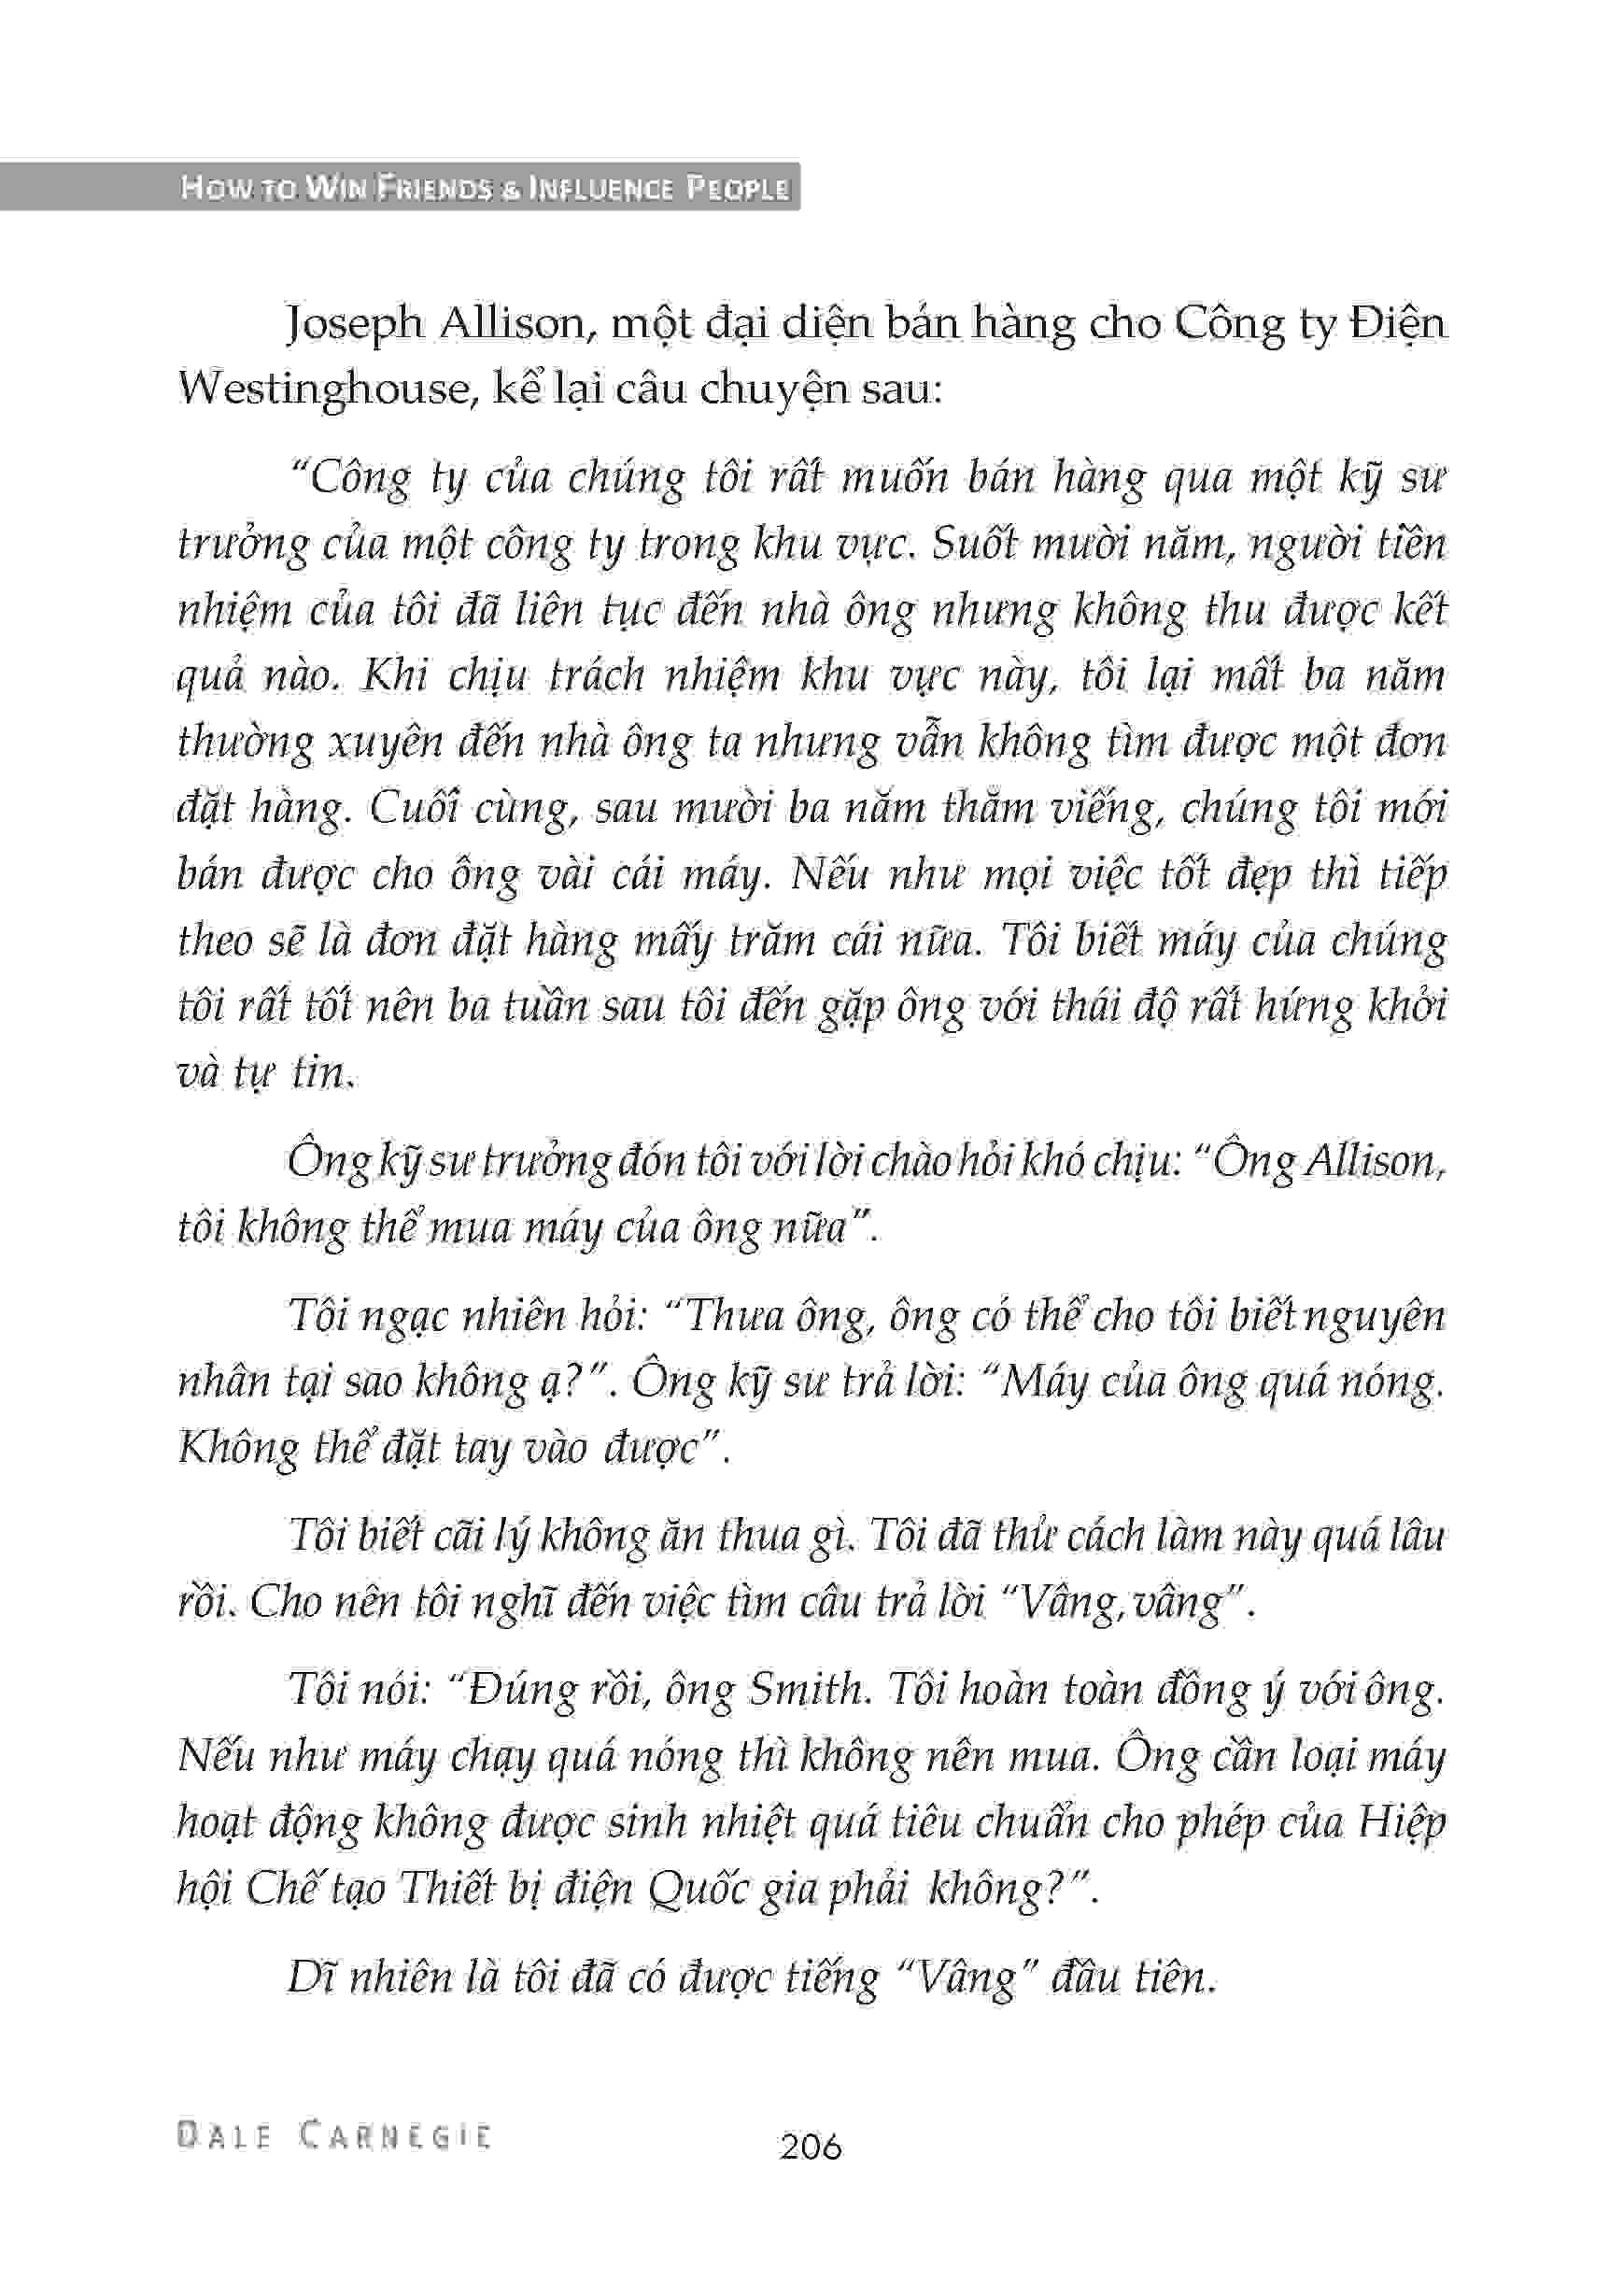 HOW TO WIN FRIENDS & INFLUENCE PEOPLE
Joseph Allison, một đại diện bán hàng cho Công ty Điện
Westinghouse, kể lại câu chuyện sau:
“Công ty của chúng tôi rất muốn bán hàng qua một kỹ sư
trưởng của một công ty trong khu vực. Suốt mười năm, người tiền
nhiệm của tôi đã liên tục đến nhà ông nhưng không thu được kết
quả nào. Khi chịu trách nhiệm khu vực này, tôi lại mất ba năm
thường xuyên đến nhà ông ta nhưng vẫn không tìm được một đơn
đặt hàng. Cuối cùng, sau mười ba năm thăm viếng, chúng tôi mới
bán được cho ông vài cái máy. Nếu như mọi việc tốt đẹp thì tiếp
theo sẽ là đơn đặt hàng mấy trăm cái nữa. Tôi biết máy của chúng
tôi rất tốt nên ba tuần sau tôi đến gặp ông với thái độ rất hứng khởi
và tự tin.
Ông kỹ sư trưởng đón tôi với lời chào hỏi khó chịu: “Ông Allison,
tôi không thể mua máy của ông nữa”.
Tôi ngạc nhiên hỏi: “Thưa ông, ông có thể cho tôi biết nguyên
nhân tại sao không ạ?”. Ông kỹ sư trả lời: “Máy của ông quá nóng.
Không thể đặt tay vào được”.
Tôi biết cãi lý không ăn thua gì. Tôi đã thử cách làm này quá lâu
rồi. Cho nên tôi nghĩ đến việc tìm câu trả lời “Vâng, vâng”.
Tôi nói: “Đúng rồi, ông Smith. Tôi hoàn toàn đồng ý với ông.
Nếu như máy chạy quá nóng thì không nên mua. Ông cần loại máy
hoạt động không được sinh nhiệt quá tiêu chuẩn cho phép của Hiệp
hội Chế tạo Thiết bị điện Quốc gia phải không?”.
Dĩ nhiên là tôi đã có được tiếng “Vâng” đầu tiên.
DALE CARNEGIE
206